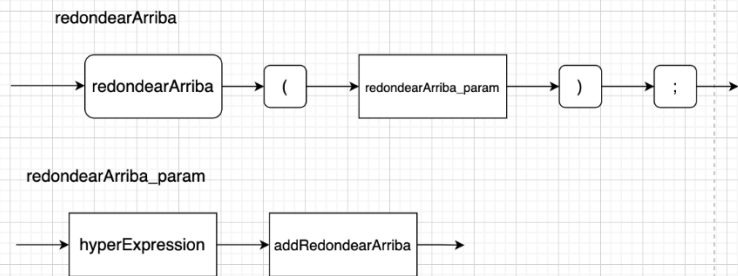 redondearArriba
redondearArriba ( redondearArriba_param ) ;
redondearArriba_param
hyperExpression addRedondearArriba